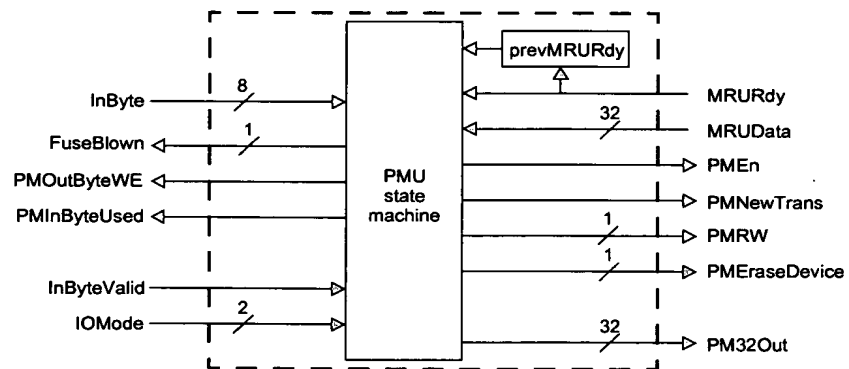 prevMRURdy
8
InByte
MRURdy
32
MRUData
1
FuseBlown
PMEn
PMOutByteWE
PMU
state
machine
PMNewTrans
PMInByteUsed
1
PMRW
1
PMEraseDevice
InByteValid
2
IOMode
32
PM32Out